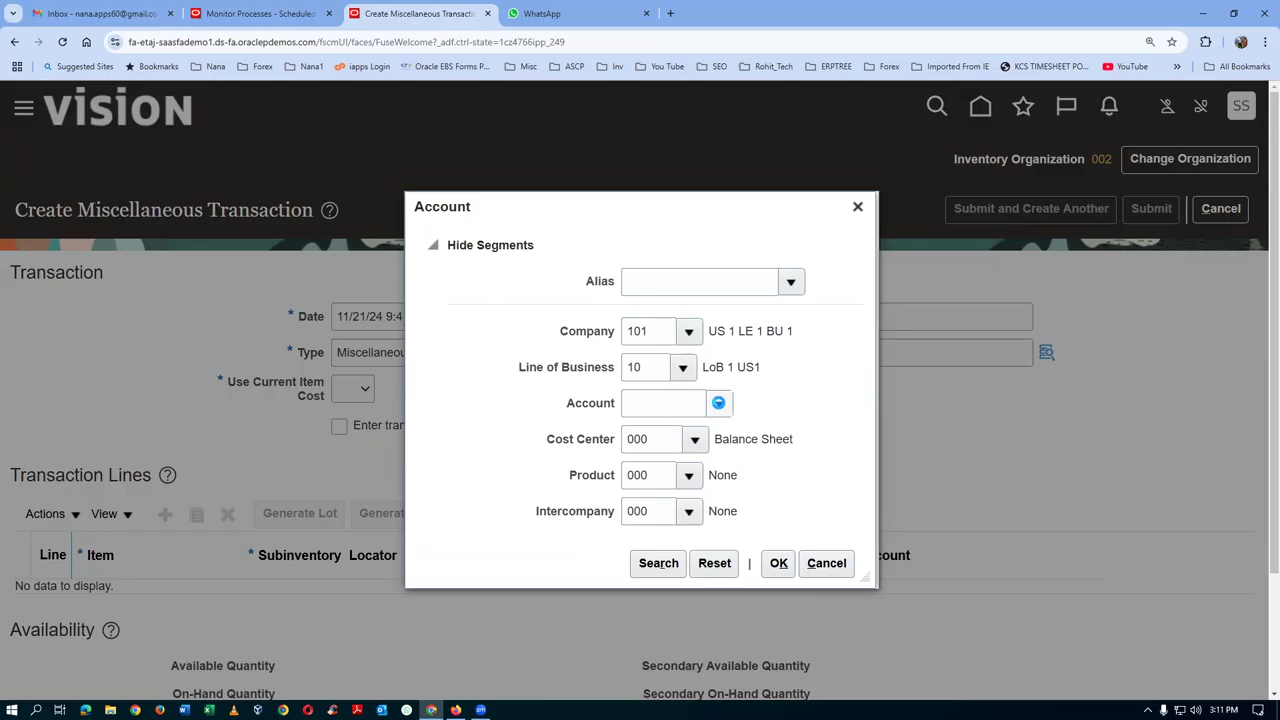 Inbox - nana.apps60@gmail.co
Monitor Processes - Scheduled
Create Miscellaneous Transactio
WhatsApp
fa-etaj-saasfademo1.ds-fa.oraclepdemos.com/fscmUI/faces/FuseWelcome?_adf.ctrl-state=1cz4766ipp_249
Suggested Sites
Bookmarks
Nana
Forex
Nana1
iapps Login
Oracle EBS Forms P...
Misc
ASCP
Inv
You Tube
SEO
Rohit_Tech
ERPTREE
Forex
Imported From IE
KCS TIMESHEET PO...
YouTube
All Bookmarks
VISION
SS
Inventory Organization 002 Change Organization
Create Miscellaneous Transaction
Submit and Create Another Submit Cancel
Account
Hide Segments
Alias
Company 101 US 1 LE 1 BU 1
Line of Business 10 LoB 1 US1
Account
Cost Center 000 Balance Sheet
Product 000 None
Intercompany 000 None
Search Reset | OK Cancel
Transaction
* Date 11/21/24 9:4
* Type Miscellaneou
* Use Current Item
Cost
Enter tran
Transaction Lines
Actions View Generate Lot Generat
Line * Item * Subinventory Locator ount
No data to display.
Availability
Available Quantity Secondary Available Quantity
On-Hand Quantity Secondary On-Hand Quantity
3:11 PM